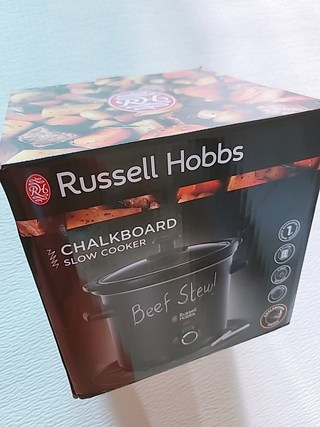 Russell Hobbs
CHALKBOARD
SLOW COOKER
Beef Stew!
Russell
Hobbs